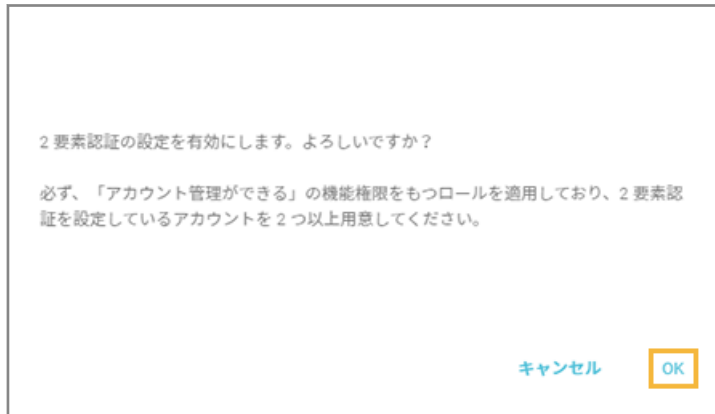 2 要素認証の設定を有効にします。よろしいですか？
必ず、「アカウント管理ができる」の機能権限をもつロールを適用しており、2 要素認
証を設定しているアカウントを 2 つ以上用意してください。
キャンセル
OK